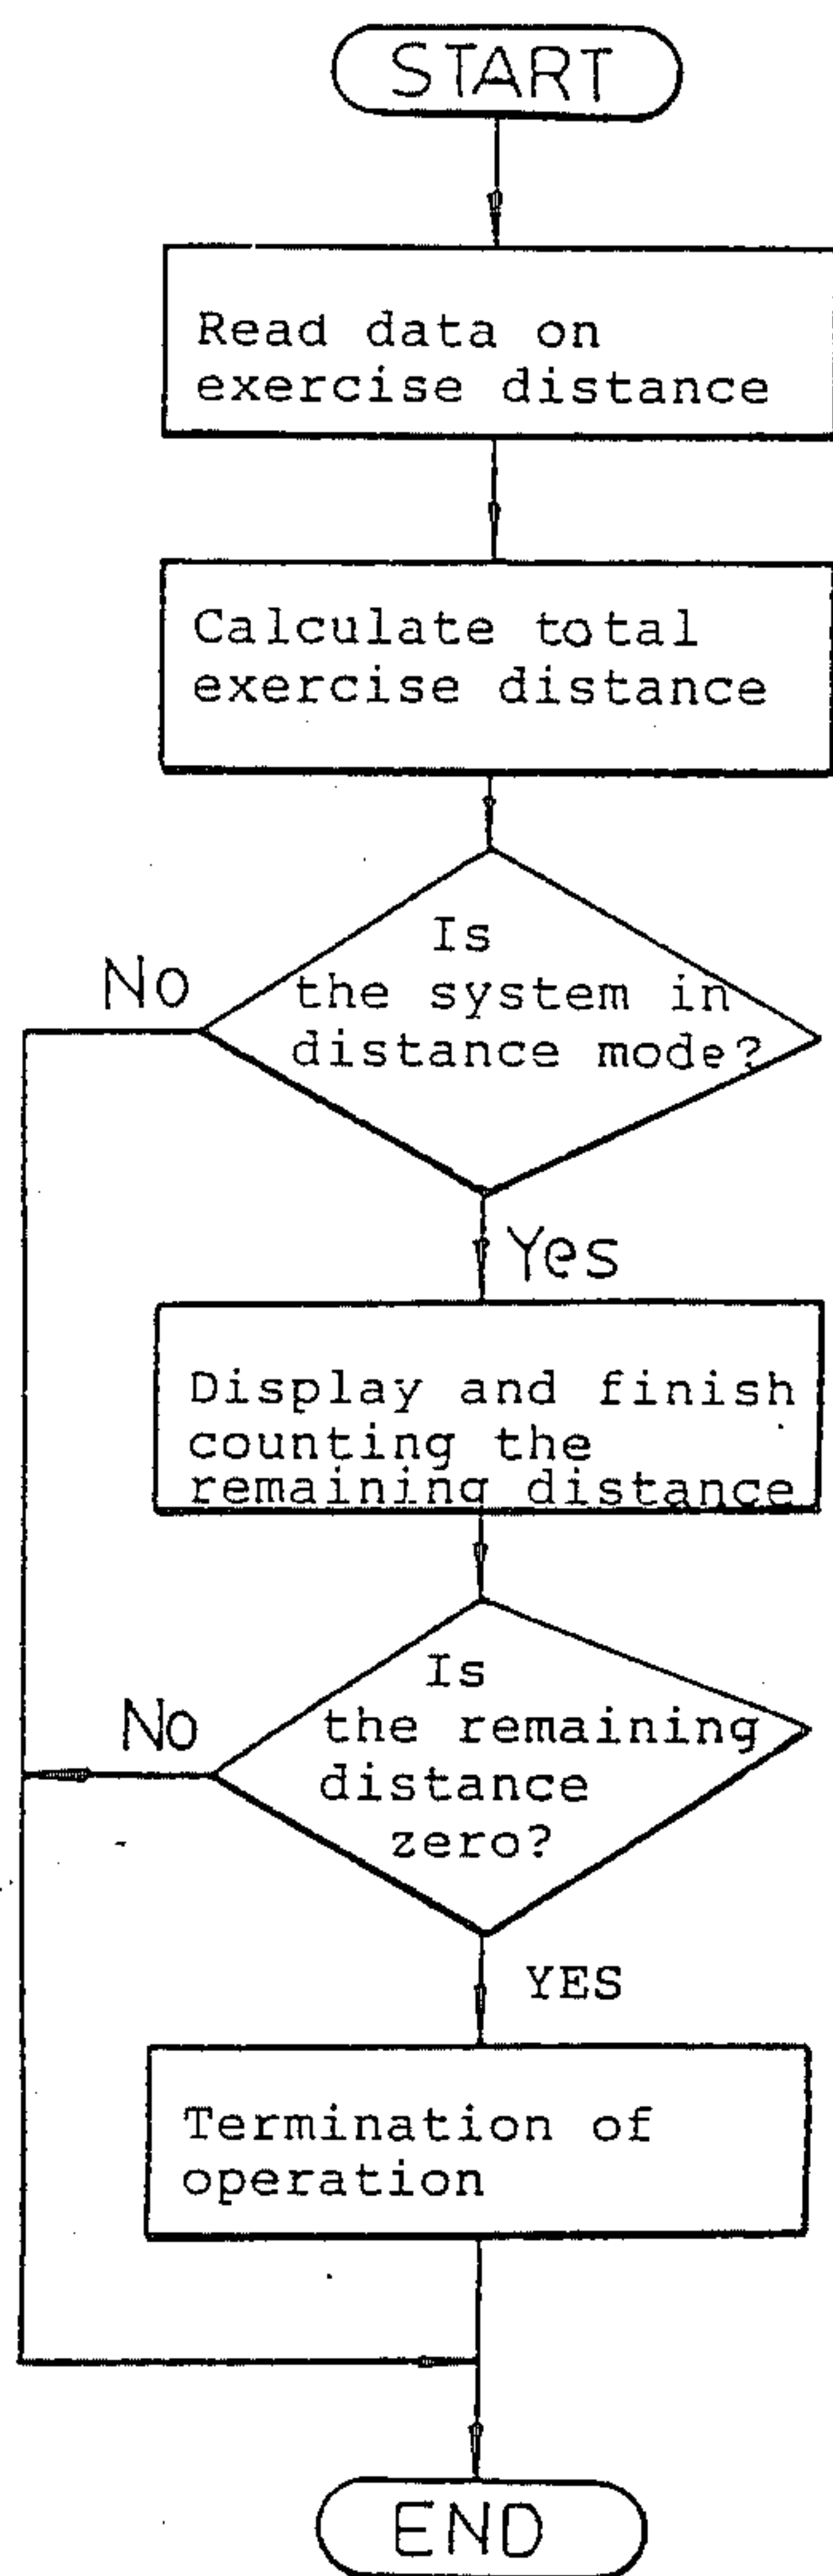 START
Read data on
exercise distance
Calculate total
exercise distance
Is
the system in
distance mode?
No
Yes
Display and finish
counting the
remaining distance
Is
the remaining
distance
zero?
No
YES
Termination of
operation
END